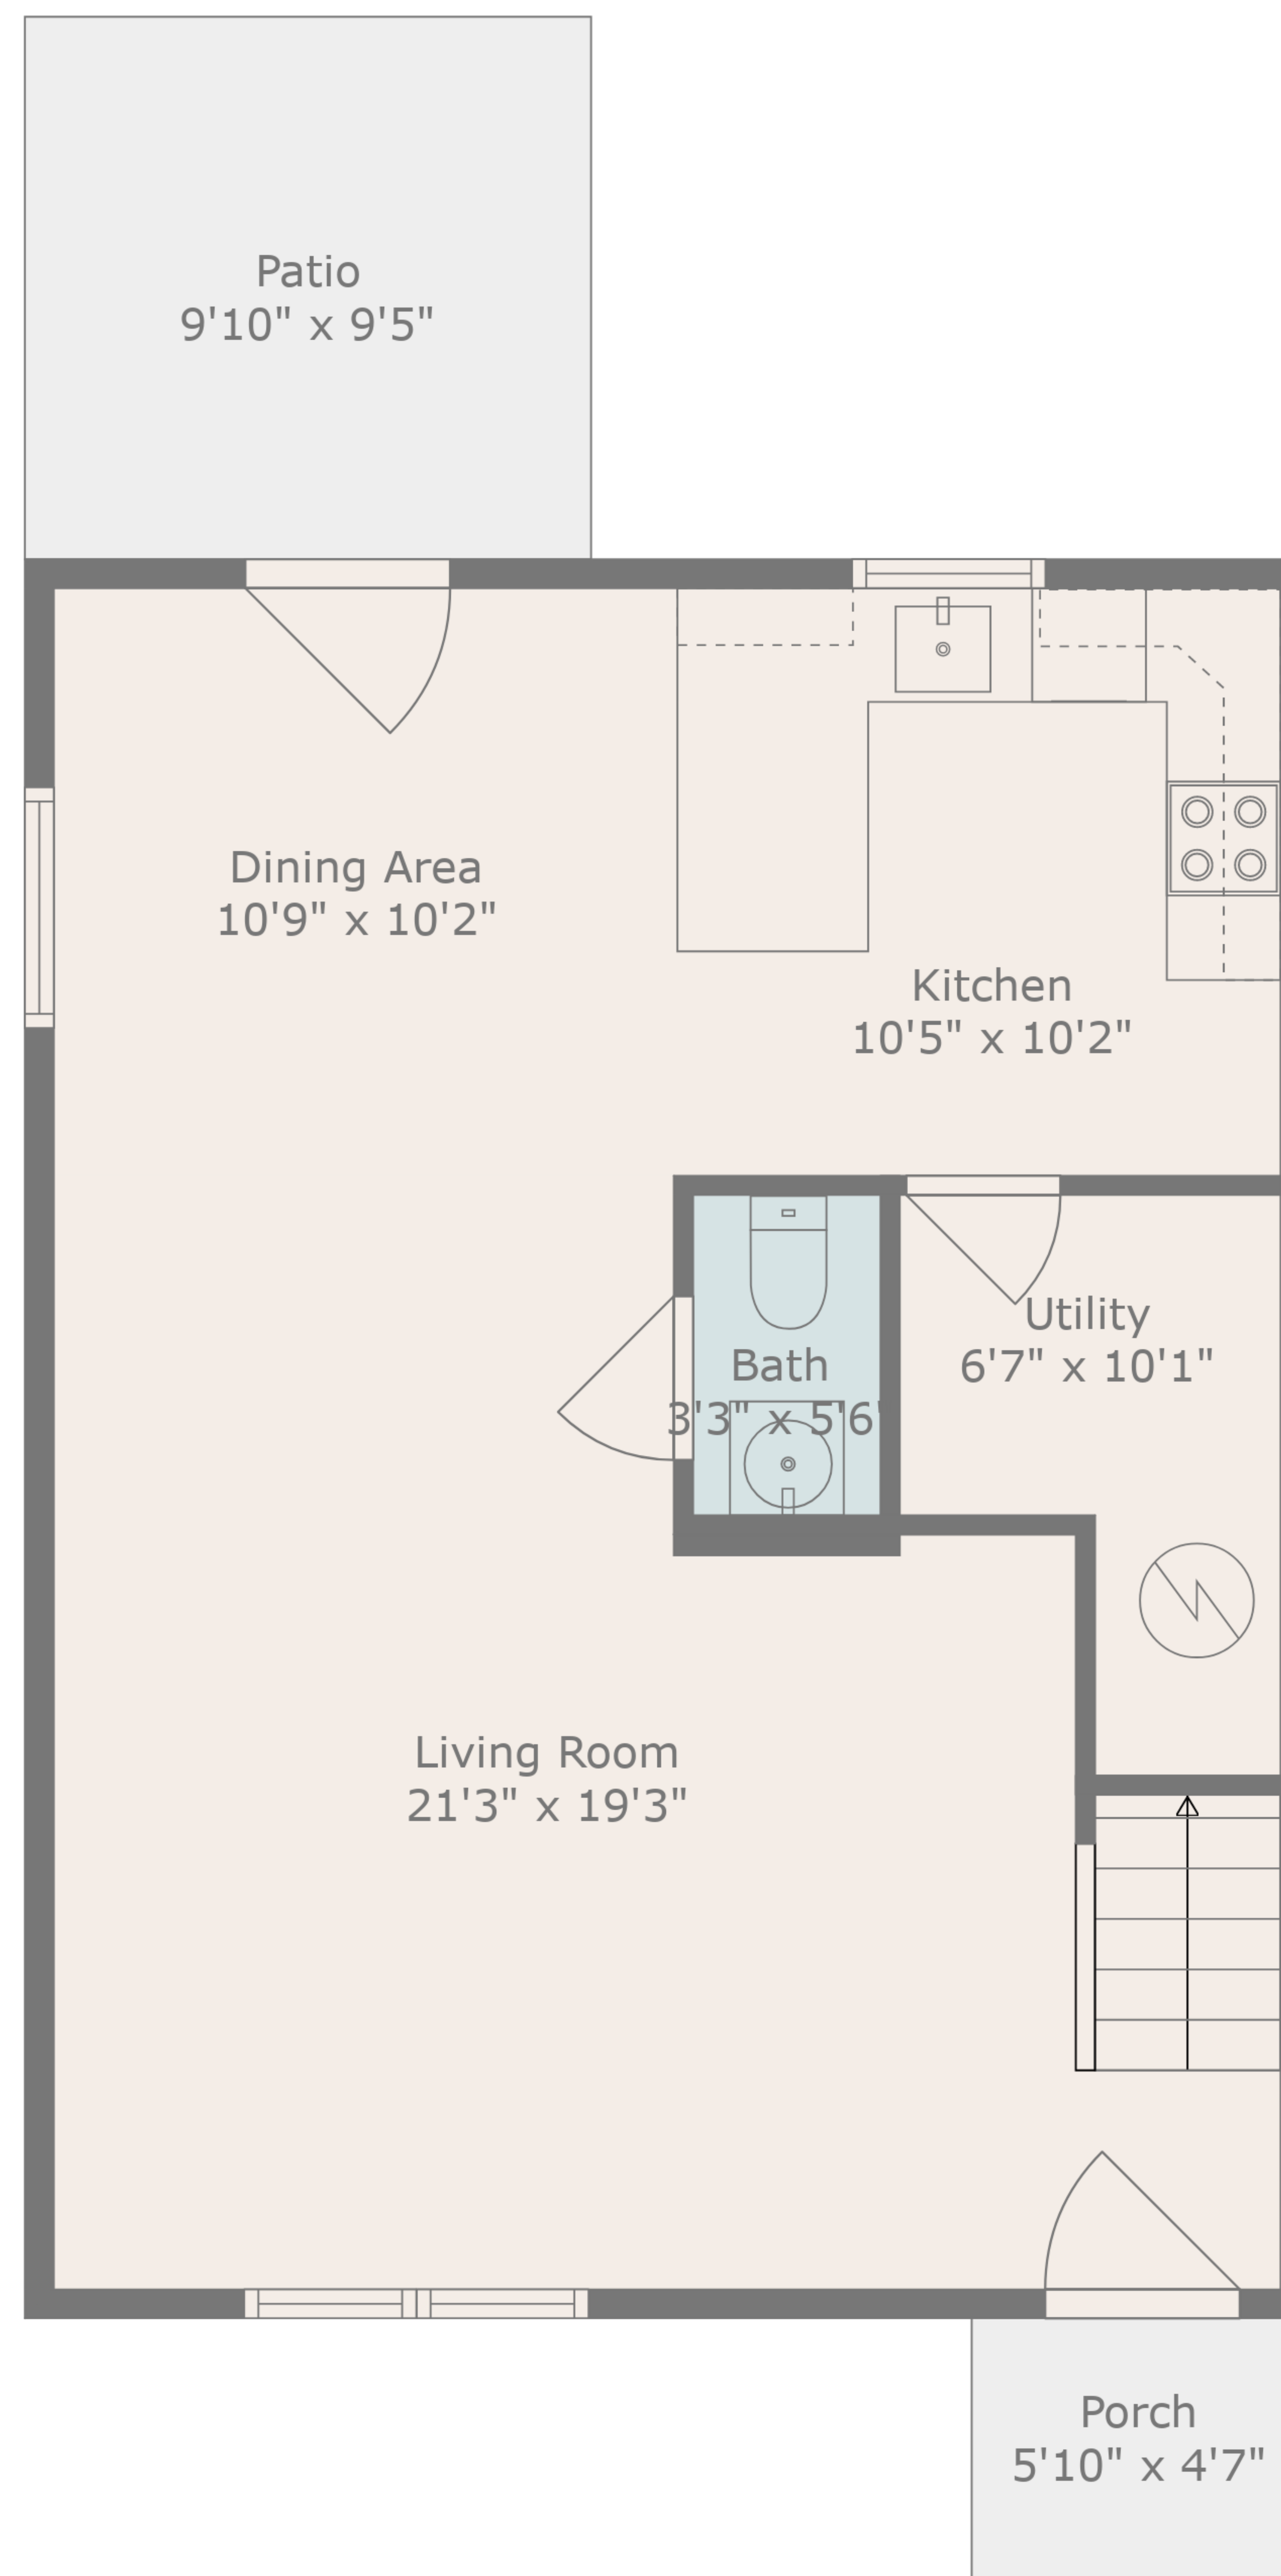 Patio
9'10" x 9'5"
Dining Area
10'9" x 10'2"
Kitchen
10'5" x 10'2"
Utility
6'7" x 10'1"
Bath
3'3" x 5'6"
Living Room
21'3" x 19'3"
Porch
5'10" x 4'7"